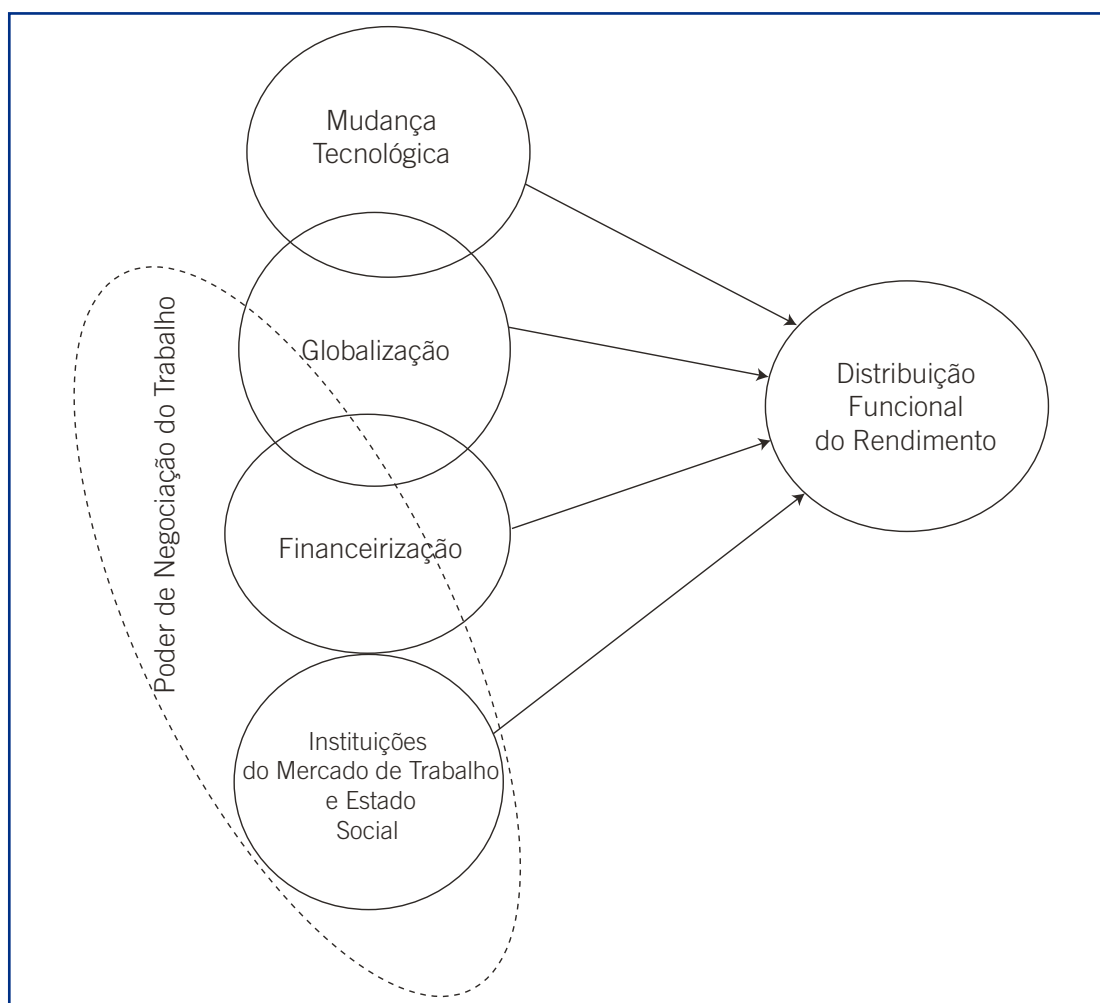 Mudança
Tecnológica
Globalização
Financeirização
Instituições
do Mercado de Trabalho
e Estado
Social
Poder de Negociação do Trabalho
Distribuição
Funcional
do Rendimento